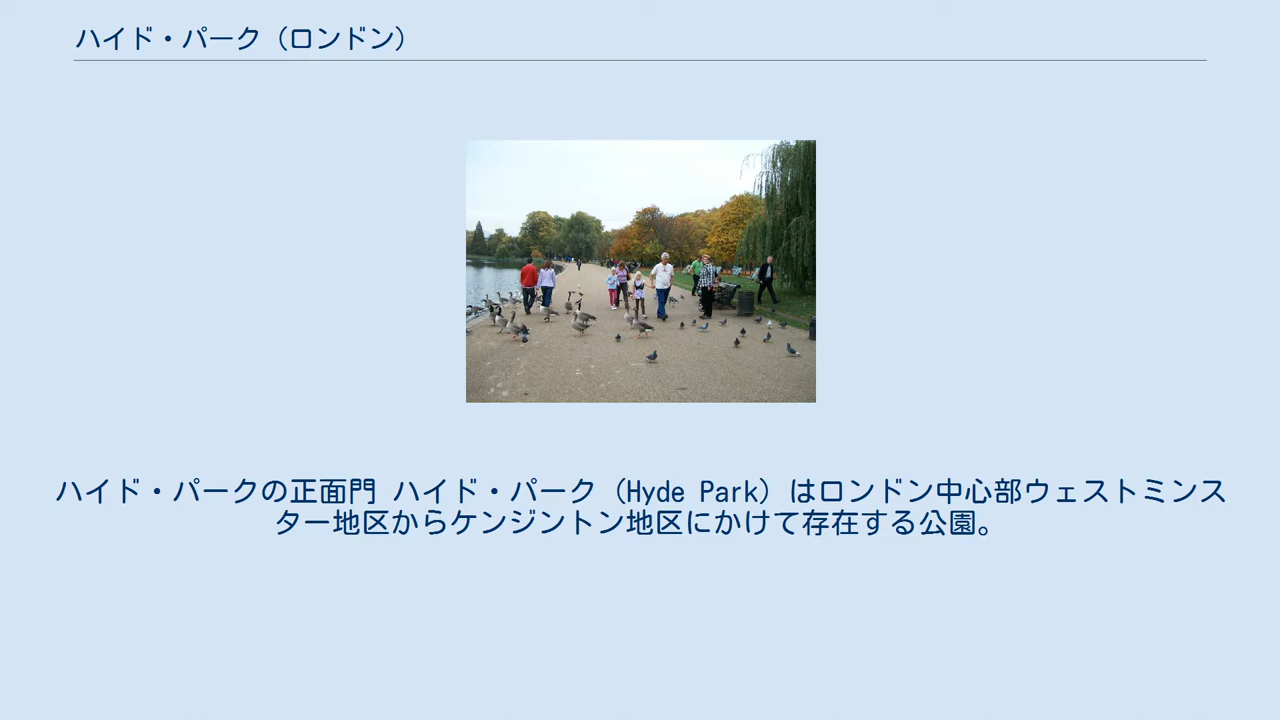 ハイド・パーク（ロンドン）
ハイド・パークの正面門 ハイド・パーク（Hyde Park）はロンドン中心部ウェストミンス
ター地区からケンジントン地区にかけて存在する公園。